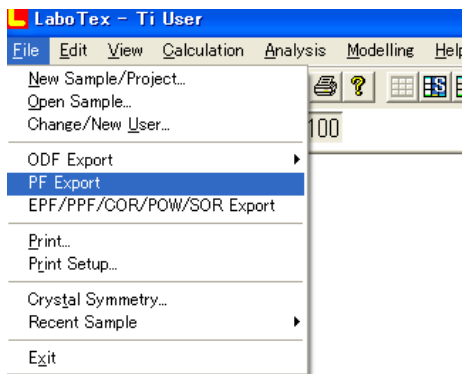 LaboTex - Ti User
File Edit View Calculation Analysis Modelling Help
New Sample/Project...
Open Sample...
Change/New User...
100
ODF Export
PF Export
EPF/PPF/COR/POW/SOR Export
Print...
Print Setup...
Crystal Symmetry...
Recent Sample
Exit